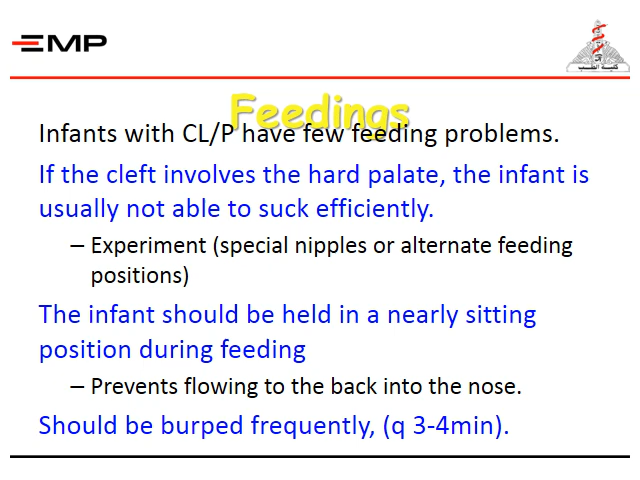 EMP
كلية الطب
Feedings
Infants with CL/P have few feeding problems.
If the cleft involves the hard palate, the infant is
usually not able to suck efficiently.
– Experiment (special nipples or alternate feeding
positions)
The infant should be held in a nearly sitting
position during feeding
– Prevents flowing to the back into the nose.
Should be burped frequently, (q 3-4min).